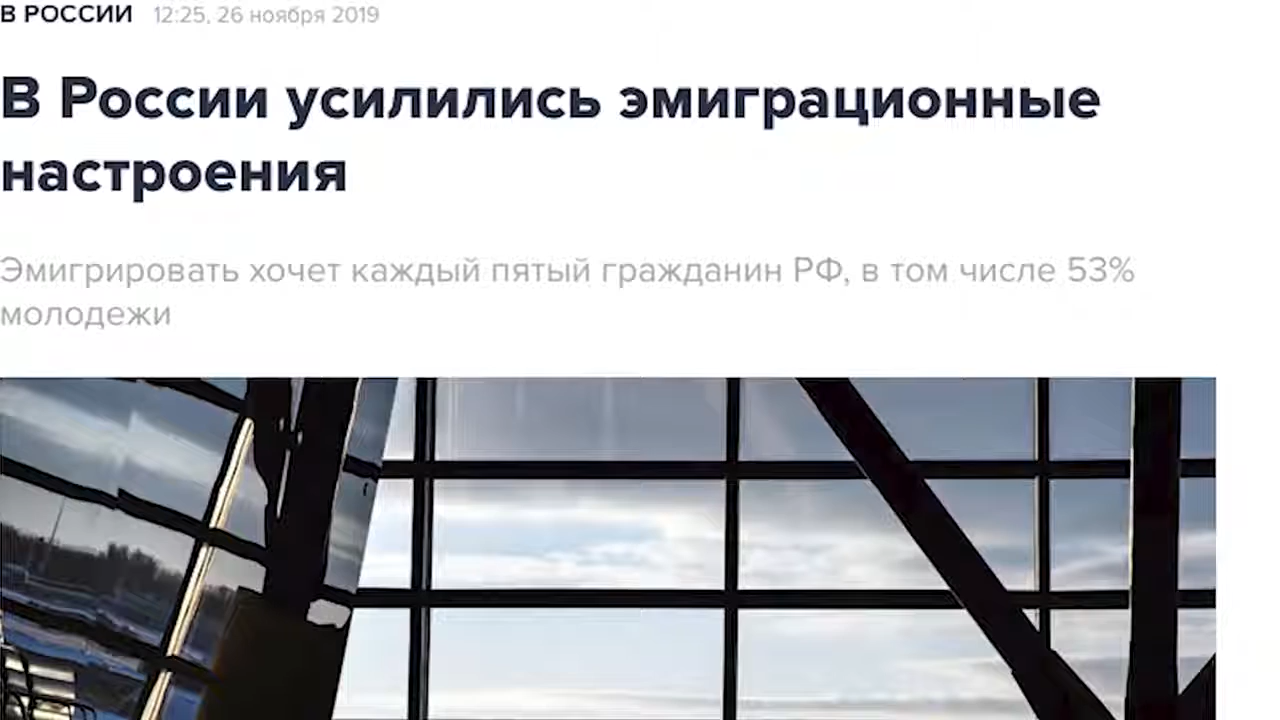 В РОССИИ 12:25, 26 ноября 2019
В России усилились эмиграционные
настроения
Эмигрировать хочет каждый пятый гражданин РФ, в том числе 53%
молодежи